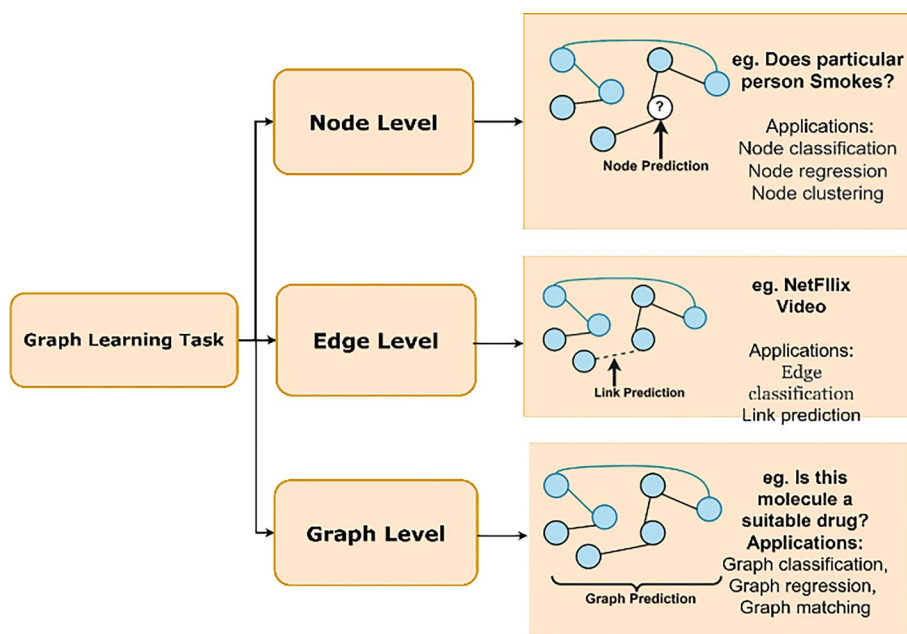 Graph Learning Task
Node Level
?
Node Prediction
eg. Does particular
person Smokes?
Applications:
Node classification
Node regression
Node clustering
Edge Level
Link Prediction
eg. NetFllix
Video
Applications:
Edge
classification
Link prediction
Graph Level
Graph Prediction
eg. Is this
molecule a
suitable drug?
Applications:
Graph classification,
Graph regression,
Graph matching